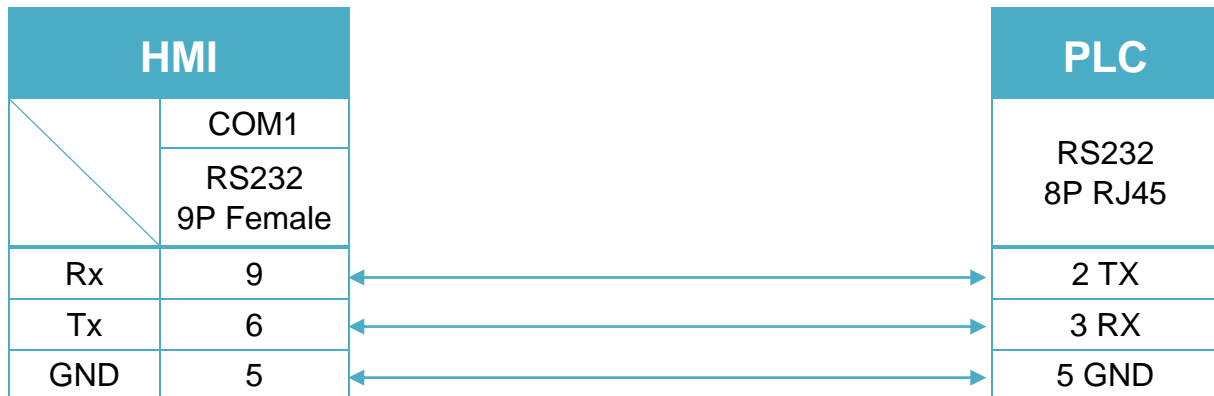 HMI
PLC
COM1
RS232
9P Female
RS232
8P RJ45
Rx 9 2 TX
Tx 6 3 RX
GND 5 5 GND